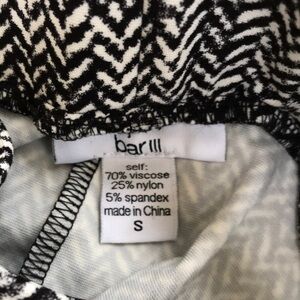 bar III
self:
70% viscose
25% nylon
5% spandex
made in China
S